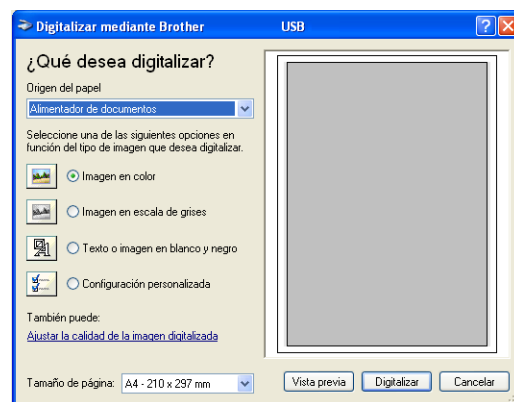 Digitalizar mediante Brother USB
¿Qué desea digitalizar?
Origen del papel
Alimentador de documentos
Seleccione una de las siguientes opciones en
función del tipo de imagen que desea digitalizar.
Imagen en color
Imagen en escala de grises
Texto o imagen en blanco y negro
Configuración personalizada
También puede:
Ajustar la calidad de la imagen digitalizada
Tamaño de página: A4 - 210 x 297 mm
Vista previa Digitalizar Cancelar